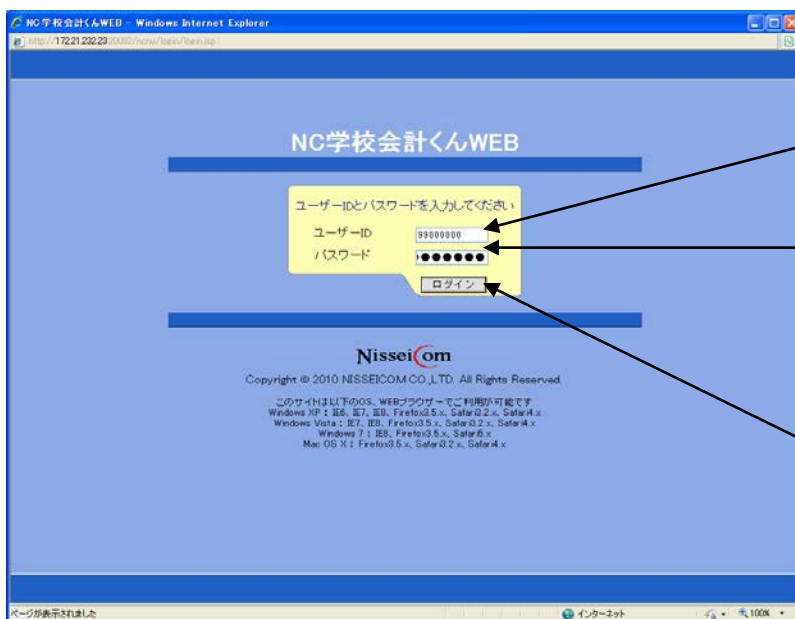 NC学校会計くんWEB - Windows Internet Explorer
http://172.21.232.23:20002/ncnw/login/login.jsp
NC学校会計くんWEB
ユーザーIDとパスワードを入力してください
ユーザーID 99800000
パスワード ●●●●●●
ログイン
NisseiCom
Copyright © 2010 NISSEICOM CO.,LTD. All Rights Reserved.
このサイトは以下のOS、WEBブラウザーでご利用が可能です
Windows XP : IE6、IE7、IE8、Firefox3.5.x、Safari3.2.x、Safari4.x
Windows Vista : IE7、IE8、Firefox3.5.x、Safari3.2.x、Safari4.x
Windows 7 : IE8、Firefox3.5.x、Safari5.x
Mac OS X : Firefox3.5.x、Safari3.2.x、Safari4.x
ページが表示されました インターネット 100%